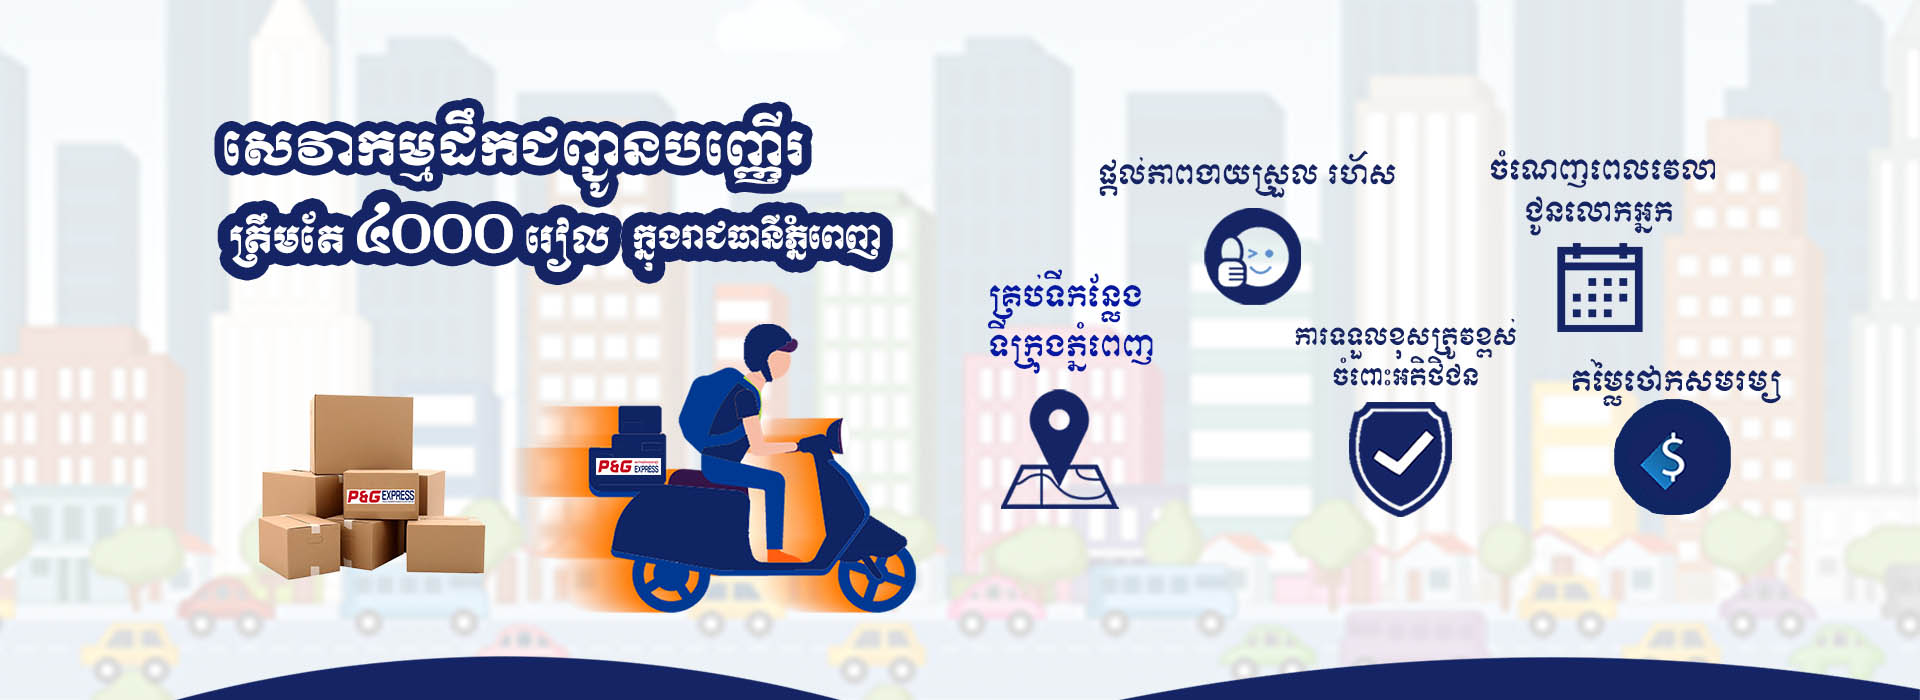 សេវាកម្មដឹកជញ្ជូនបញ្ញើរ
ត្រឹមតែ ៤០០០ រៀល ក្នុងរាជធានីភ្នំពេញ
ផ្ដល់ភាពងាយស្រួល រហ័ស
ចំណេញពេលវេលា
ជូនលោកអ្នក
គ្រប់ទីកន្លែង
ទីក្រុងភ្នំពេញ
ការទទួលខុសត្រូវខ្ពស់
ចំពោះអតិថិជន
តម្លៃថោកសមរម្យ
P&G EXPRESS
P&G EXPRESS